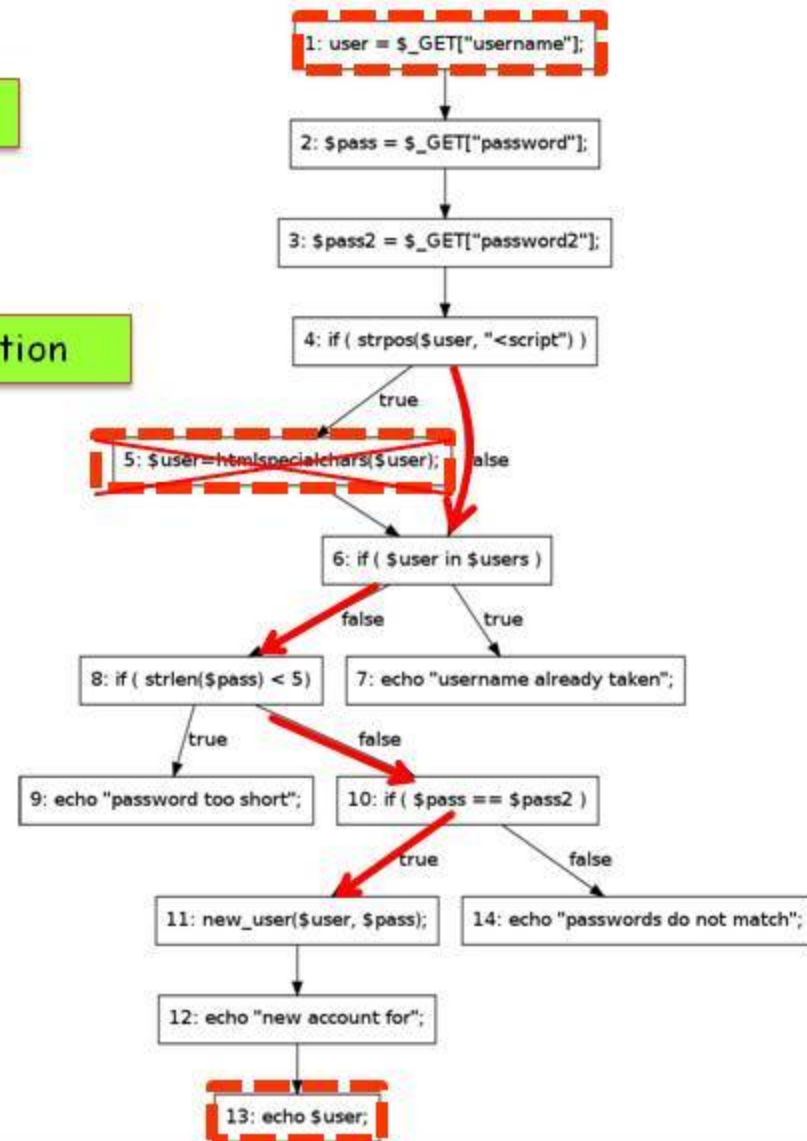 1: user = $_GET["username"];
2: $pass = $_GET["password"];
3: $pass2 = $_GET["password2"];
4: if ( strpos($user, "<script") )
tion
true
5: $user=htmlspecialchars($user);
alse
6: if ( $user in $users )
false
true
8: if ( strlen($pass) < 5)
7: echo "username already taken";
true
false
9: echo "password too short";
10: if ( $pass == $pass2 )
true
false
11: new_user($user, $pass);
14: echo "passwords do not match";
12: echo "new account for";
13: echo $user;